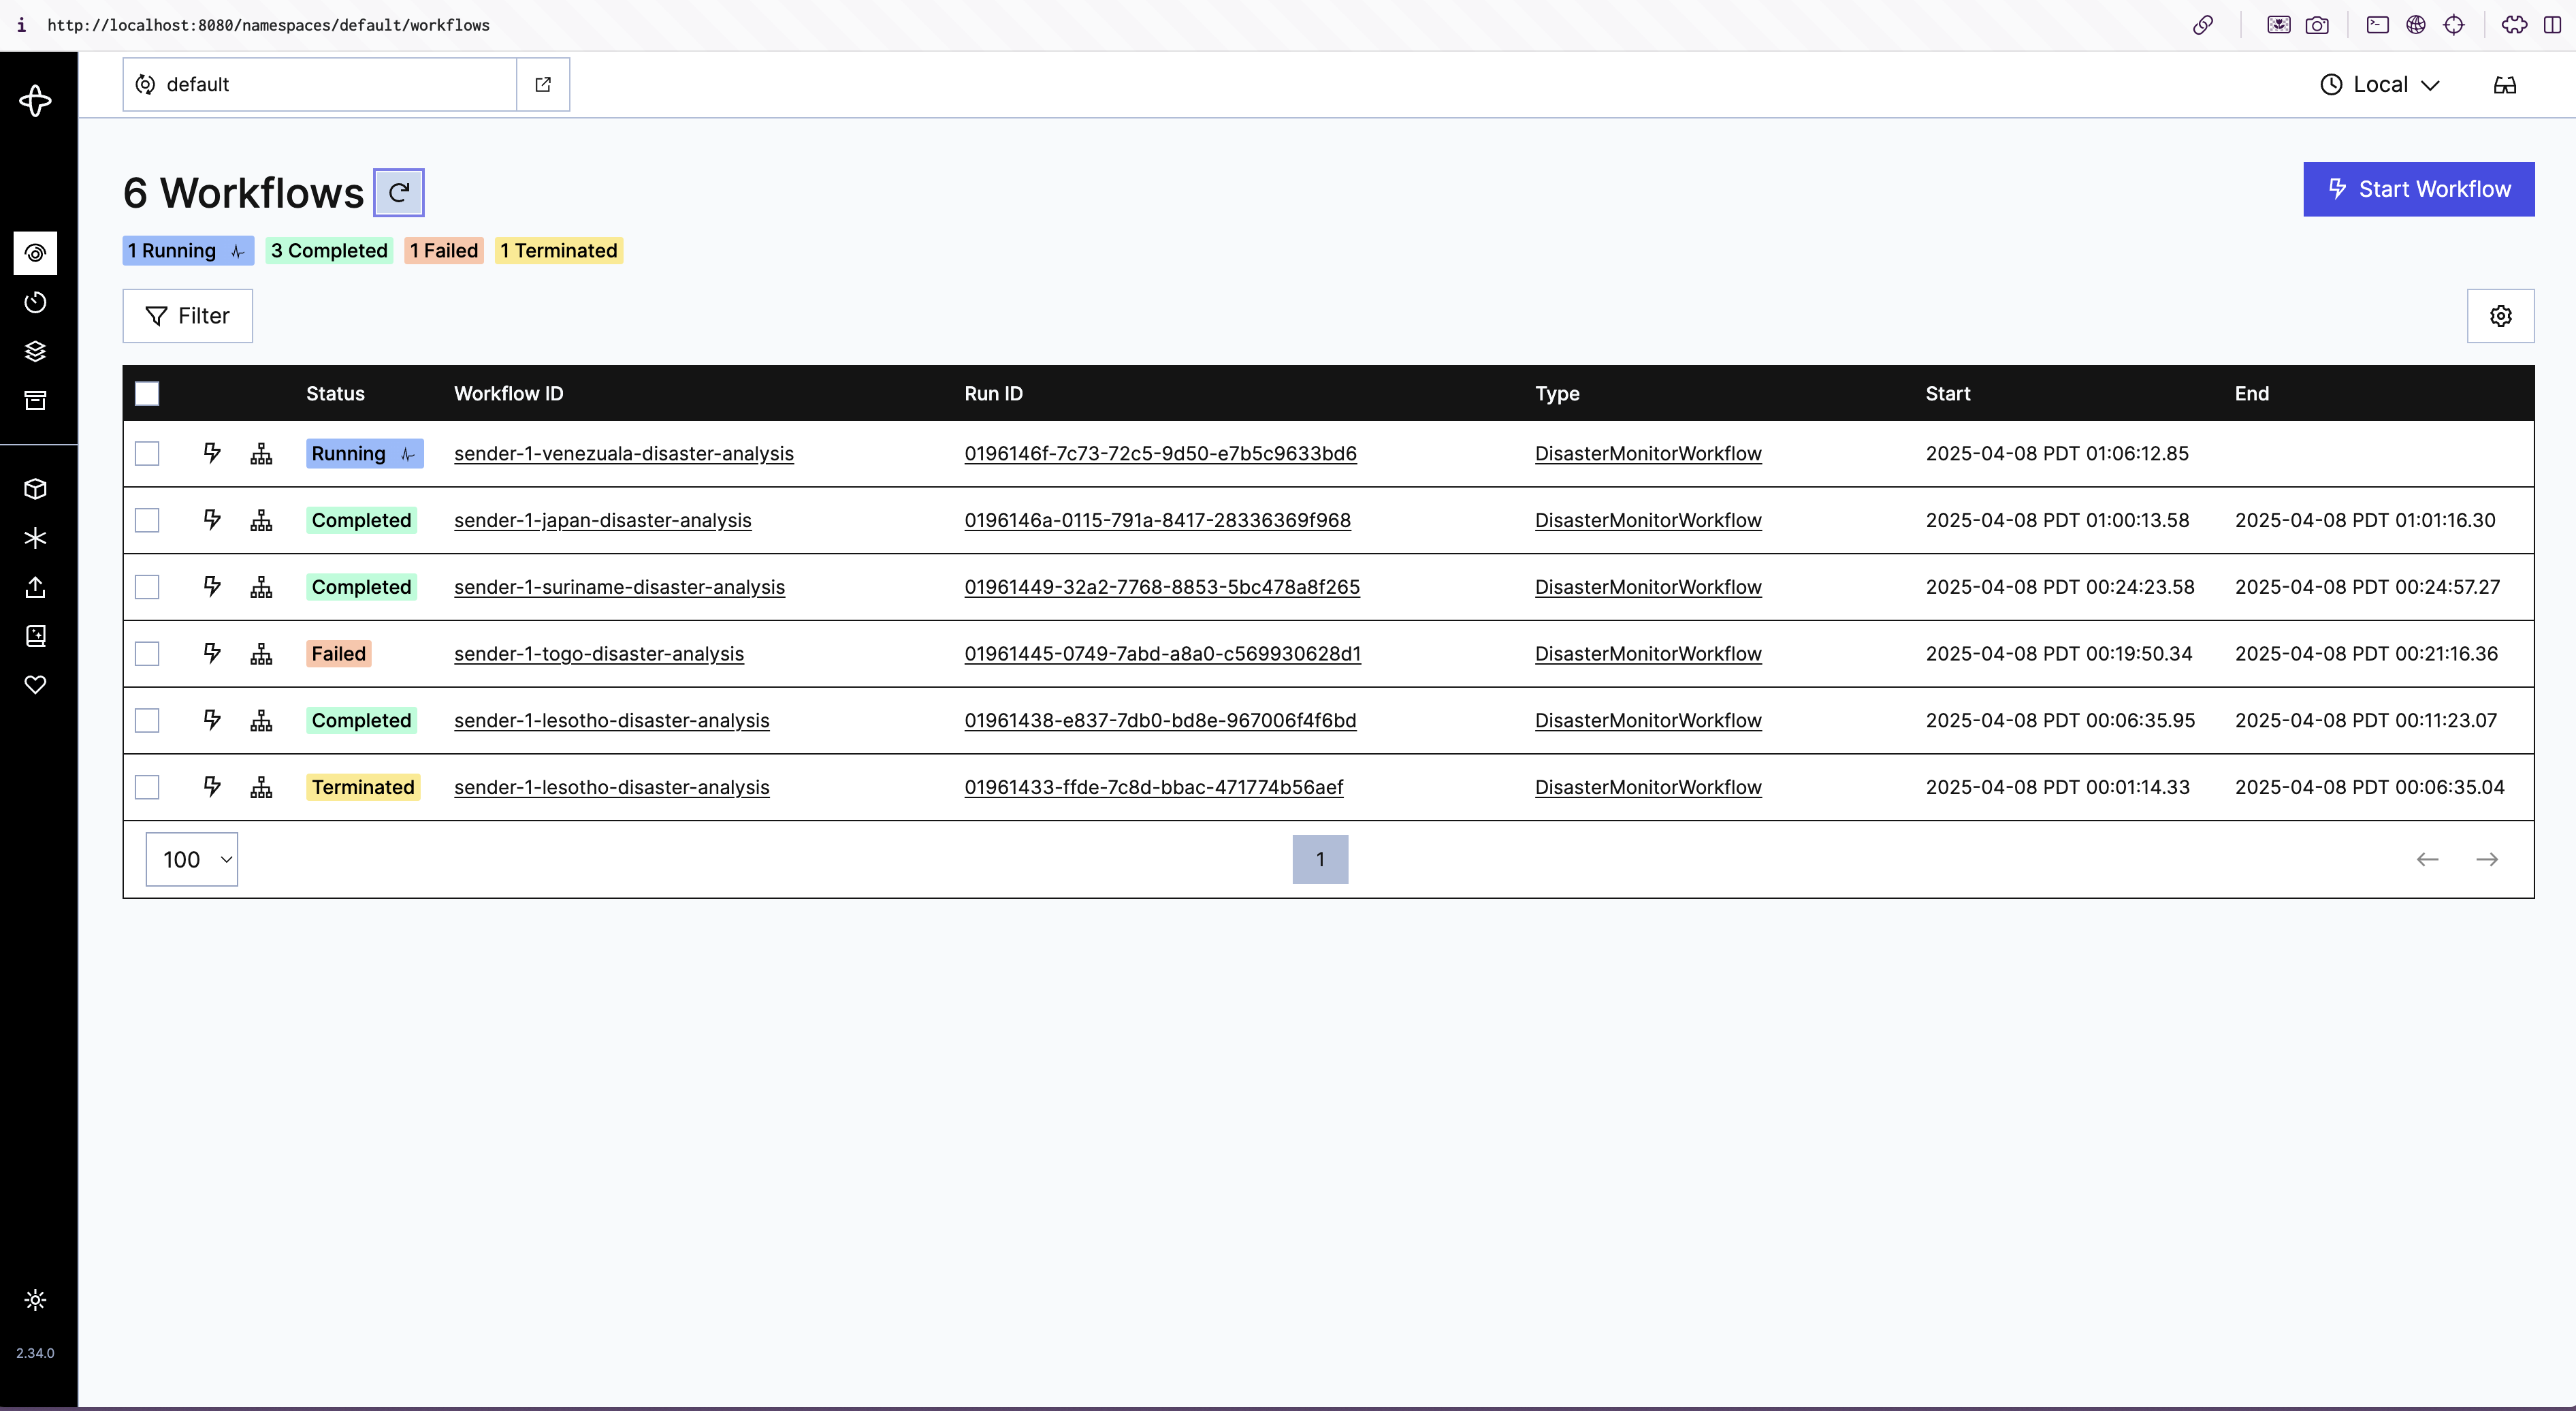 i http://localhost:8080/namespaces/default/workflows
default
Local
6 Workflows
Start Workflow
1 Running 3 Completed 1 Failed 1 Terminated
Filter
Status Workflow ID Run ID Type Start End
Running sender-1-venezuala-disaster-analysis 0196146f-7c73-72c5-9d50-e7b5c9633bd6 DisasterMonitorWorkflow 2025-04-08 PDT 01:06:12.85
Completed sender-1-japan-disaster-analysis 0196146a-0115-791a-8417-28336369f968 DisasterMonitorWorkflow 2025-04-08 PDT 01:00:13.58 2025-04-08 PDT 01:01:16.30
Completed sender-1-suriname-disaster-analysis 01961449-32a2-7768-8853-5bc478a8f265 DisasterMonitorWorkflow 2025-04-08 PDT 00:24:23.58 2025-04-08 PDT 00:24:57.27
Failed sender-1-togo-disaster-analysis 01961445-0749-7abd-a8a0-c569930628d1 DisasterMonitorWorkflow 2025-04-08 PDT 00:19:50.34 2025-04-08 PDT 00:21:16.36
Completed sender-1-lesotho-disaster-analysis 01961438-e837-7db0-bd8e-967006f4f6bd DisasterMonitorWorkflow 2025-04-08 PDT 00:06:35.95 2025-04-08 PDT 00:11:23.07
Terminated sender-1-lesotho-disaster-analysis 01961433-ffde-7c8d-bbac-471774b56aef DisasterMonitorWorkflow 2025-04-08 PDT 00:01:14.33 2025-04-08 PDT 00:06:35.04
100 1
2.34.0